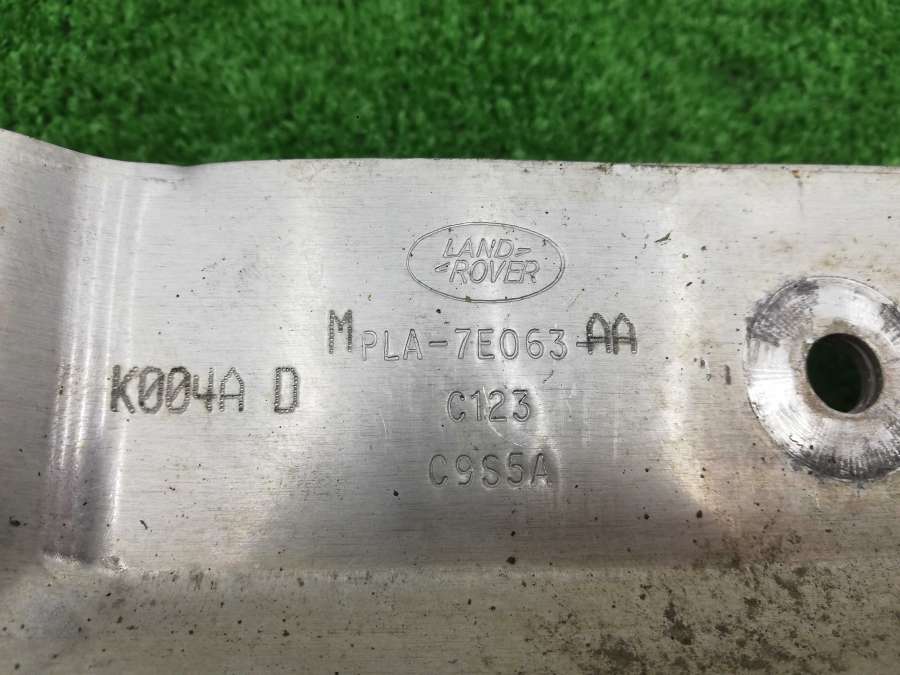 LAND
ROVER
MPLA-7E063-AA
K004A D
C123
C9S5A